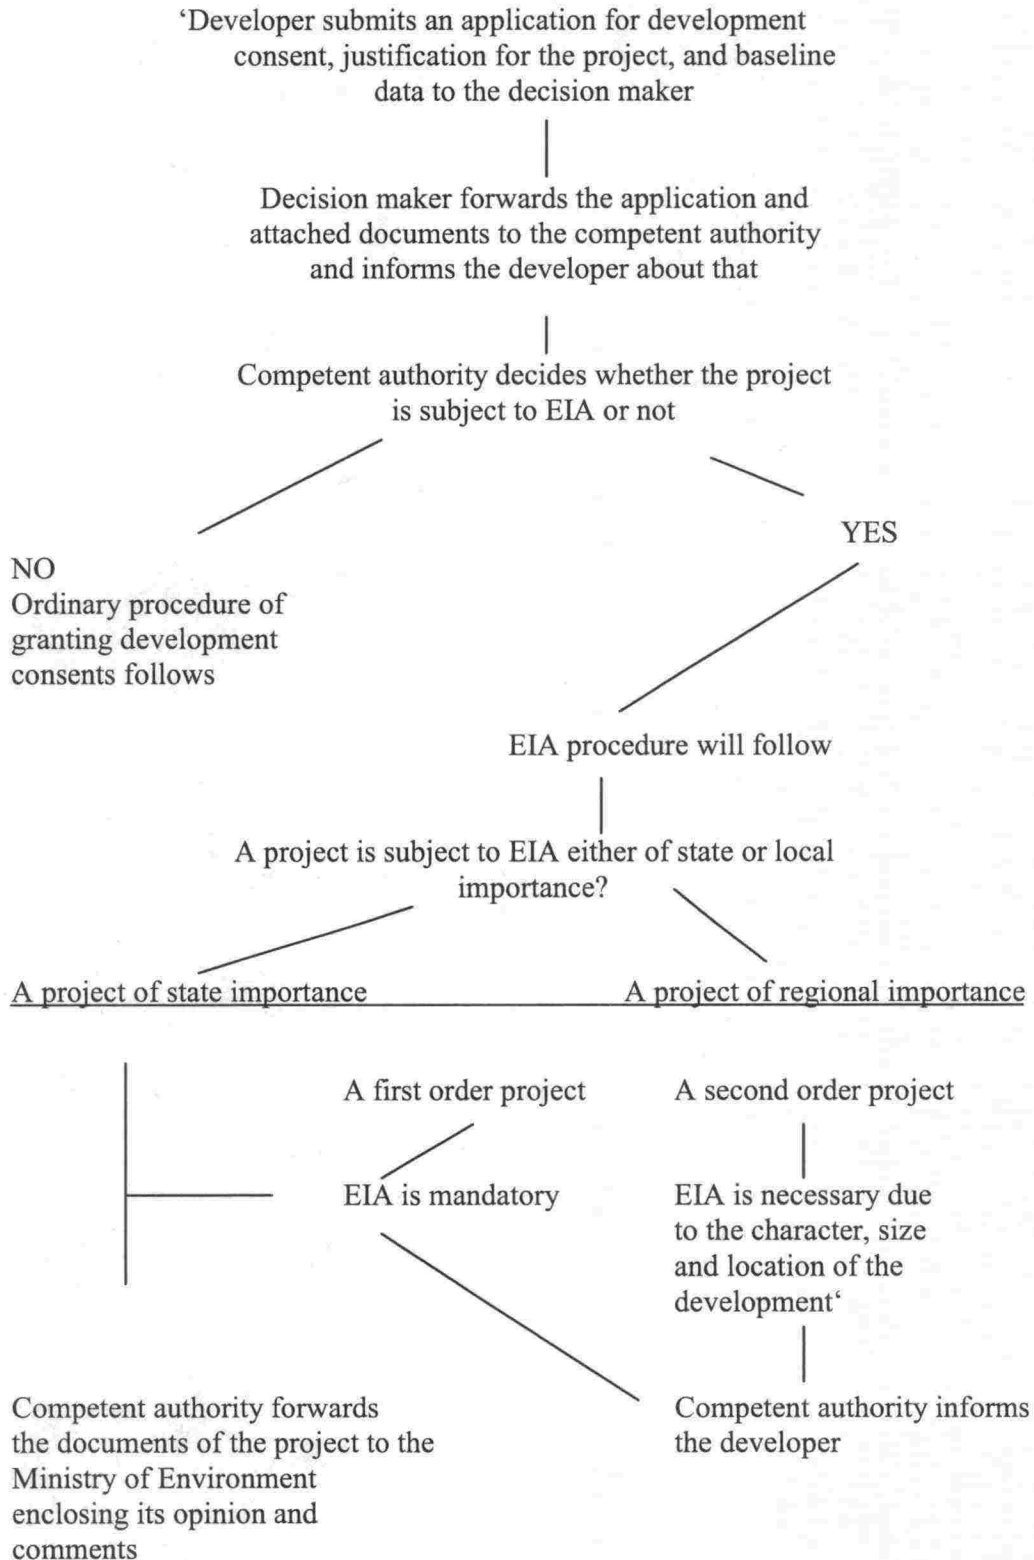 ‘Developer submits an application for development
consent, justification for the project, and baseline
data to the decision maker
Decision maker forwards the application and
attached documents to the competent authority
and informs the developer about that
Competent authority decides whether the project
is subject to EIA or not
YES
NO
Ordinary procedure of
granting development
consents follows
EIA procedure will follow
A project is subject to EIA either of state or local
importance?
A project of state importance
A project of regional importance
A first order project
A second order project
EIA is mandatory
EIA is necessary due
to the character, size
and location of the
development‘
Competent authority forwards
the documents of the project to the
Ministry of Environment
enclosing its opinion and
comments
Competent authority informs
the developer